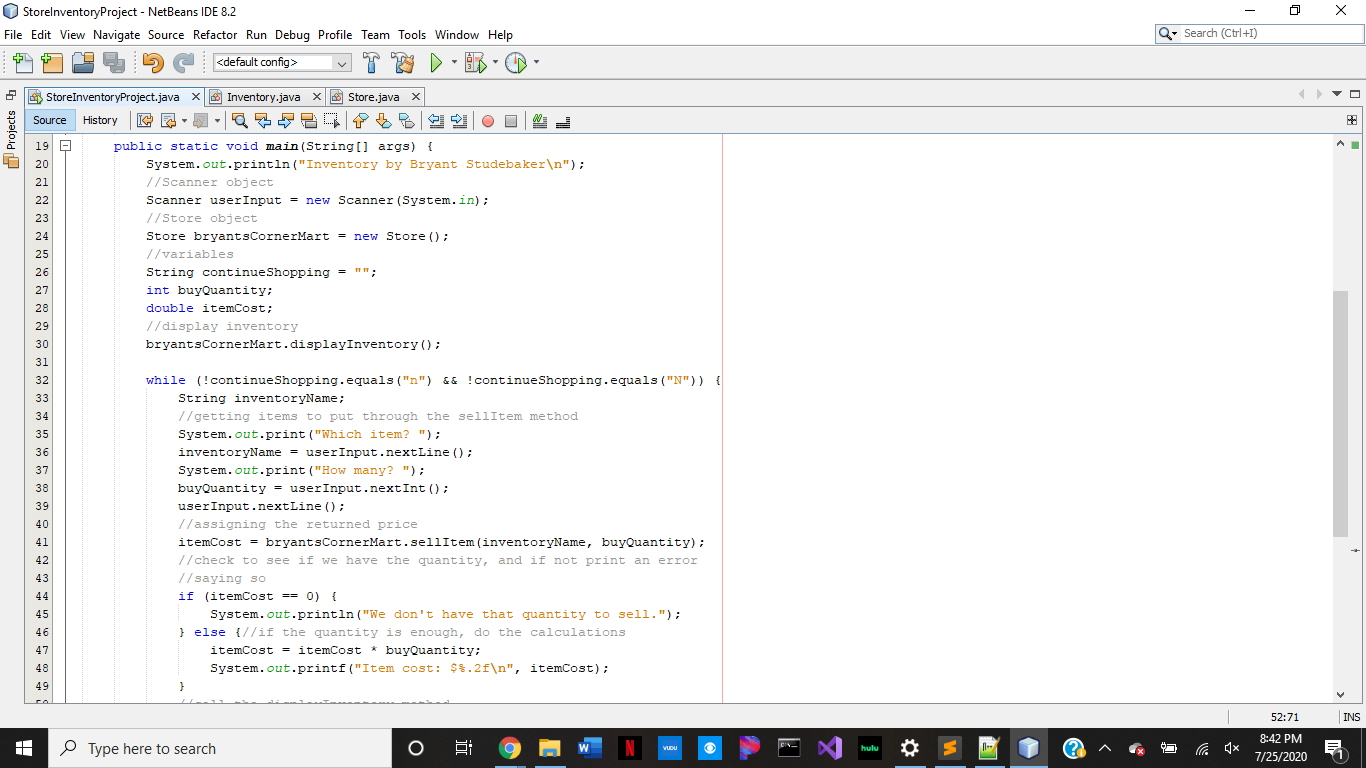 StoreInventoryProject - NetBeans IDE 8.2
File Edit View Navigate Source Refactor Run Debug Profile Team Tools Window Help
Search (Ctrl+I)
<default config>
StoreInventoryProject.java Inventory.java Store.java
Projects
Source History
19 public static void main(String[] args) {
20 System.out.println("Inventory by Bryant Studebaker\n");
21 //Scanner object
22 Scanner userInput = new Scanner(System.in);
23 //Store object
24 Store bryantsCornerMart = new Store();
25 //variables
26 String continueShopping = "";
27 int buyQuantity;
28 double itemCost;
29 //display inventory
30 bryantsCornerMart.displayInventory();
31
32 while (!continueShopping.equals("n") && !continueShopping.equals("N")) {
33 String inventoryName;
34 //getting items to put through the sellItem method
35 System.out.print("Which item? ");
36 inventoryName = userInput.nextLine();
37 System.out.print("How many? ");
38 buyQuantity = userInput.nextInt();
39 userInput.nextLine();
40 //assigning the returned price
41 itemCost = bryantsCornerMart.sellItem(inventoryName, buyQuantity);
42 //check to see if we have the quantity, and if not print an error
43 //saying so
44 if (itemCost == 0) {
45 System.out.println("We don't have that quantity to sell.");
46 } else {//if the quantity is enough, do the calculations
47 itemCost = itemCost * buyQuantity;
48 System.out.printf("Item cost: $%.2f\n", itemCost);
49 }
50 //call the displayInventory method
52:71 INS
Type here to search
VUDU
hulu
8:42 PM
7/25/2020
1